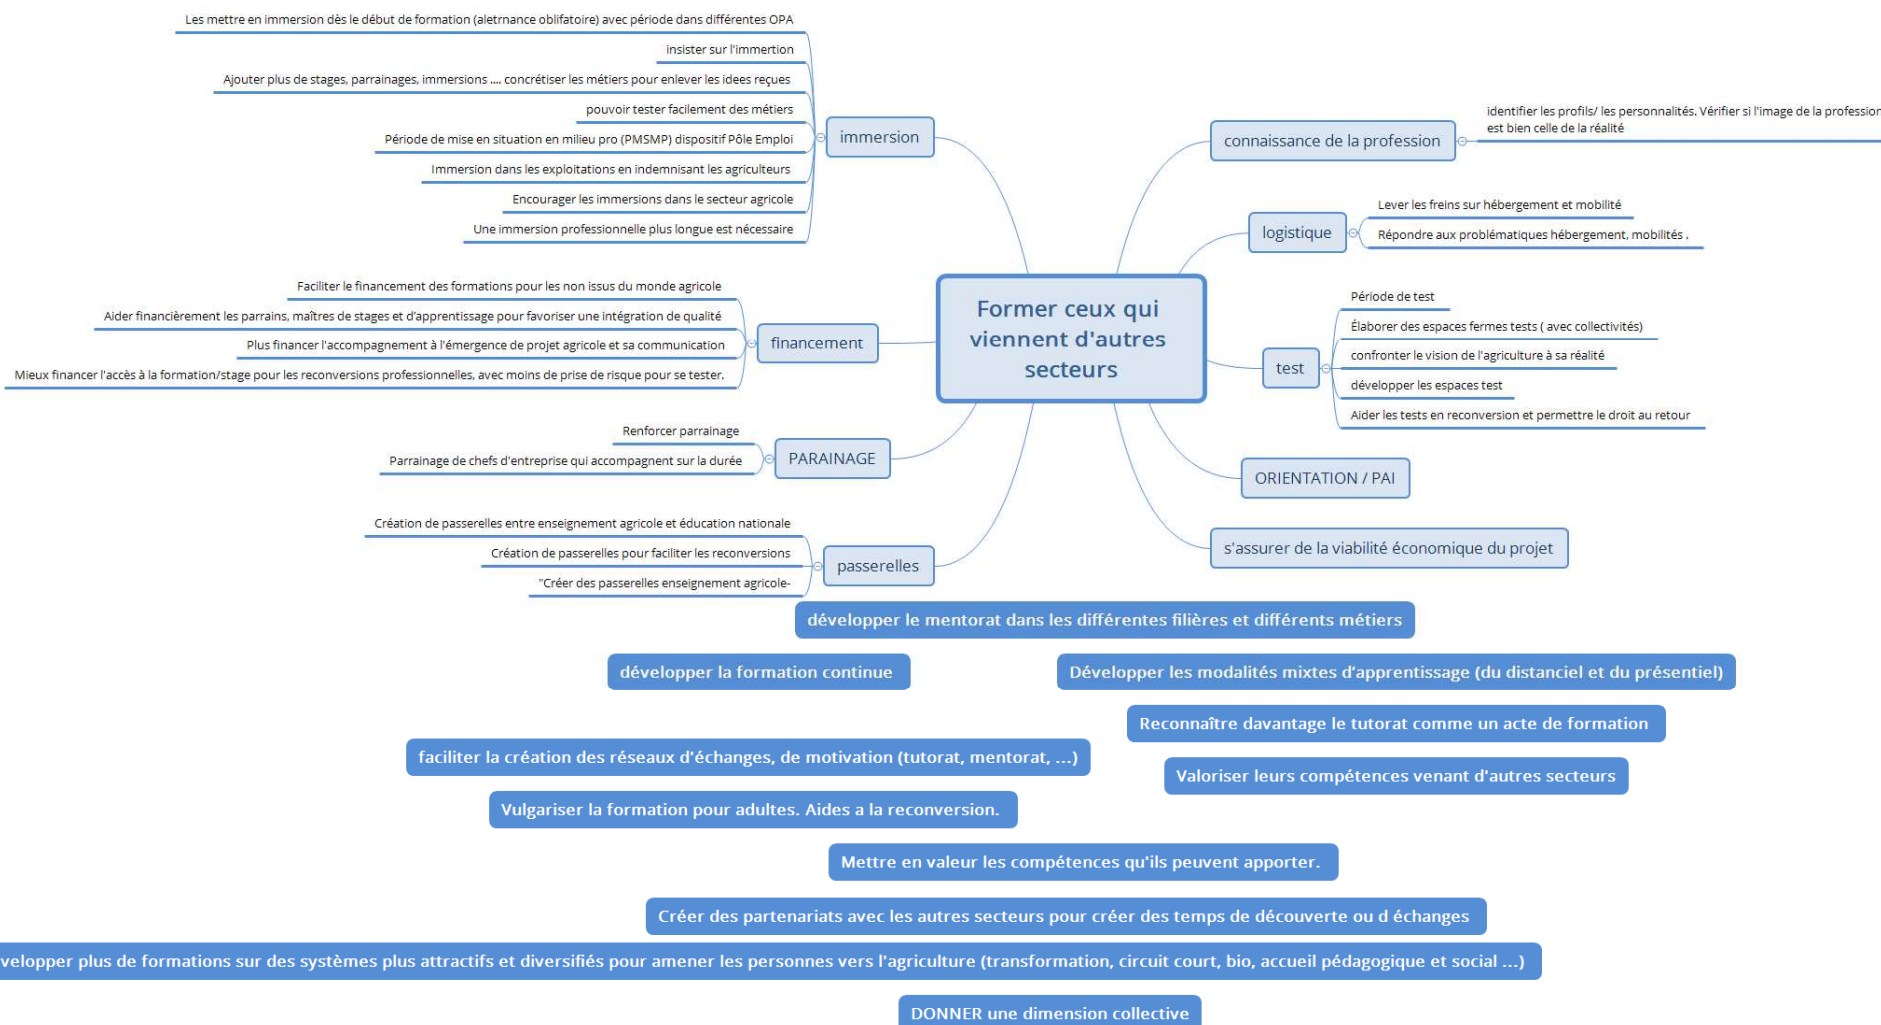 Les mettre en immersion dès le début de formation (aletrnance oblifatoire) avec période dans différentes OPA
insister sur l'immertion
Ajouter plus de stages, parrainages, immersions .... concrétiser les métiers pour enlever les idees reçues
pouvoir tester facilement des métiers
Période de mise en situation en milieu pro (PMSMP) dispositif Pôle Emploi
Immersion dans les exploitations en indemnisant les agriculteurs
Encourager les immersions dans le secteur agricole
Une immersion professionnelle plus longue est nécessaire
immersion
Faciliter le financement des formations pour les non issus du monde agricole
Aider financièrement les parrains, maîtres de stages et d'apprentissage pour favoriser une intégration de qualité
Plus financer l'accompagnement à l'émergence de projet agricole et sa communication
Mieux financer l'accès à la formation/stage pour les reconversions professionnelles, avec moins de prise de risque pour se tester.
financement
Renforcer parrainage
Parrainage de chefs d'entreprise qui accompagnent sur la durée
PARAINAGE
Création de passerelles entre enseignement agricole et éducation nationale
Création de passerelles pour faciliter les reconversions
"Créer des passerelles enseignement agricole-
passerelles
Former ceux qui
viennent d'autres
secteurs
connaissance de la profession
identifier les profils/ les personnalités. Vérifier si l'image de la profession
est bien celle de la réalité
logistique
Lever les freins sur hébergement et mobilité
Répondre aux problématiques hébergement, mobilités .
test
Période de test
Élaborer des espaces fermes tests ( avec collectivités)
confronter le vision de l'agriculture à sa réalité
développer les espaces test
Aider les tests en reconversion et permettre le droit au retour
ORIENTATION / PAI
s'assurer de la viabilité économique du projet
développer le mentorat dans les différentes filières et différents métiers
développer la formation continue
Développer les modalités mixtes d'apprentissage (du distanciel et du présentiel)
Reconnaître davantage le tutorat comme un acte de formation
faciliter la création des réseaux d'échanges, de motivation (tutorat, mentorat, ...)
Valoriser leurs compétences venant d'autres secteurs
Vulgariser la formation pour adultes. Aides a la reconversion.
Mettre en valeur les compétences qu'ils peuvent apporter.
Créer des partenariats avec les autres secteurs pour créer des temps de découverte ou d échanges
velopper plus de formations sur des systèmes plus attractifs et diversifiés pour amener les personnes vers l'agriculture (transformation, circuit court, bio, accueil pédagogique et social ...)
DONNER une dimension collective